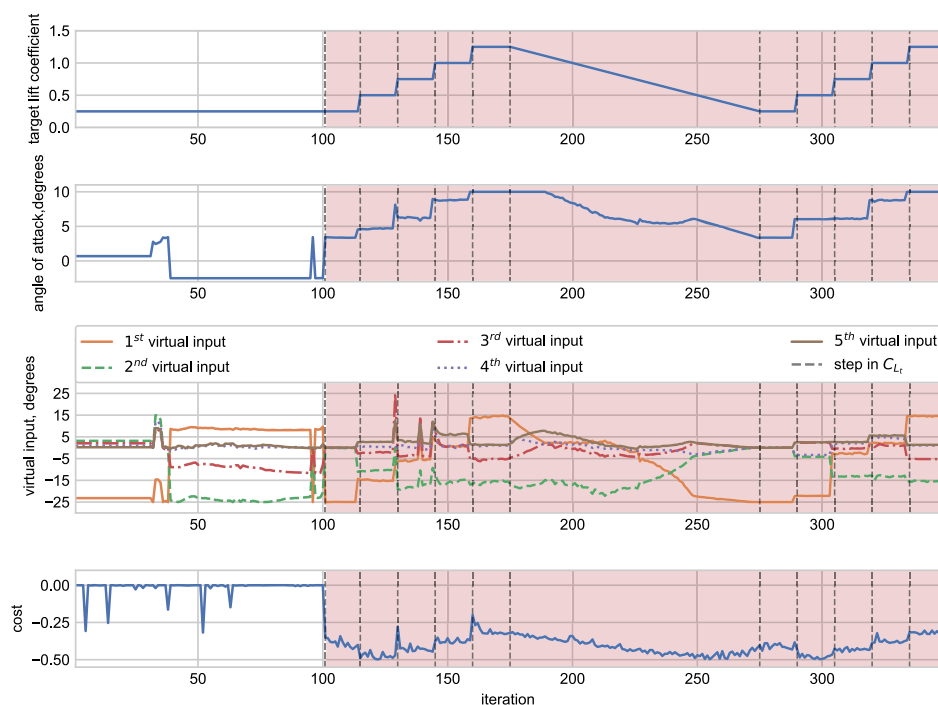 target lift coefficient
1.5
1.0
0.5
0.0
50 100 150 200 250 300
angle of attack,degrees
10
5
0
50 100 150 200 250 300
1st virtual input
2nd virtual input
3rd virtual input
4th virtual input
5th virtual input
step in C_{L_t}
virtual input, degrees
25
15
5
−5
−15
−25
50 100 150 200 250 300
cost
0.00
−0.25
−0.50
50 100 150 200 250 300
iteration